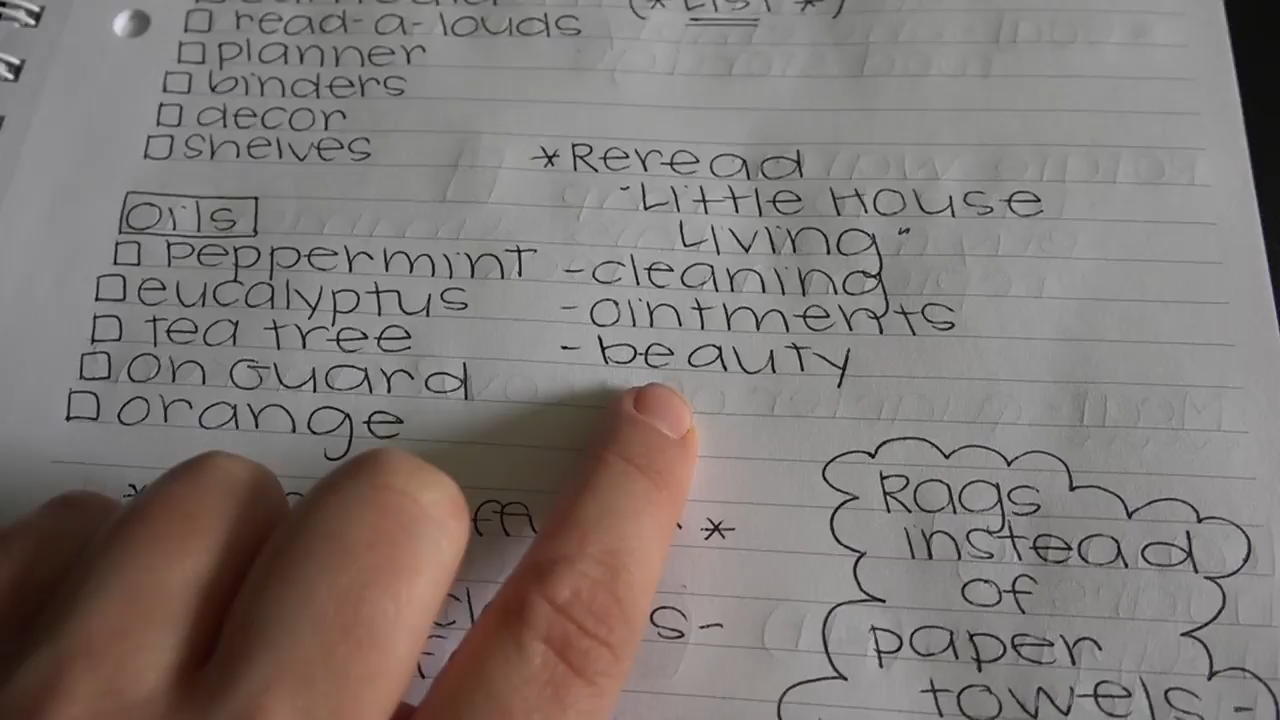 (*LIST*)
□ read-a-louds
□ planner
□ binders
□ decor
□ shelves
Oils
□ peppermint
□ eucalyptus
□ tea tree
□ on Guard
□ orange
*Reread
"Little House
Living"
-cleaning
-ointments
-beauty
*
s-
Rags
instead
of
paper
towels-